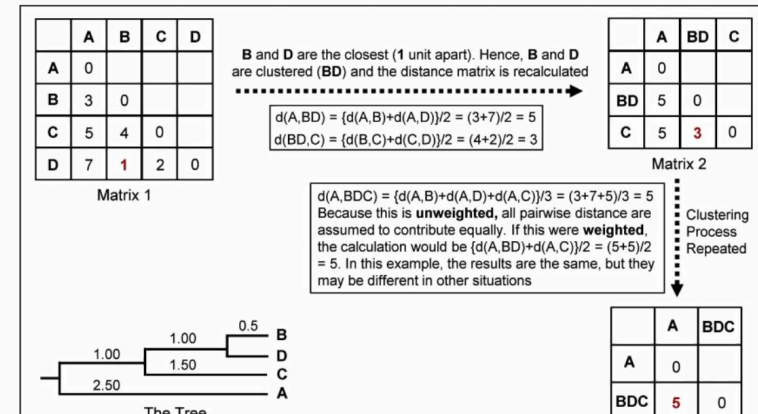 A B C D
A 0
B 3 0
C 5 4 0
D 7 1 2 0
Matrix 1
B and D are the closest (1 unit apart). Hence, B and D
are clustered (BD) and the distance matrix is recalculated
d(A,BD) = {d(A,B)+d(A,D)}/2 = (3+7)/2 = 5
d(BD,C) = {d(B,C)+d(C,D)}/2 = (4+2)/2 = 3
A BD C
A 0
BD 5 0
C 5 3 0
Matrix 2
d(A,BDC) = {d(A,B)+d(A,D)+d(A,C)}/3 = (3+7+5)/3 = 5
Because this is unweighted, all pairwise distance are
assumed to contribute equally. If this were weighted,
the calculation would be {d(A,BD)+d(A,C)}/2 = (5+5)/2
= 5. In this example, the results are the same, but they
may be different in other situations
Clustering
Process
Repeated
1.00
2.50
1.00
1.50
0.5
B
D
C
A
The Tree
A BDC
A 0
BDC 5 0